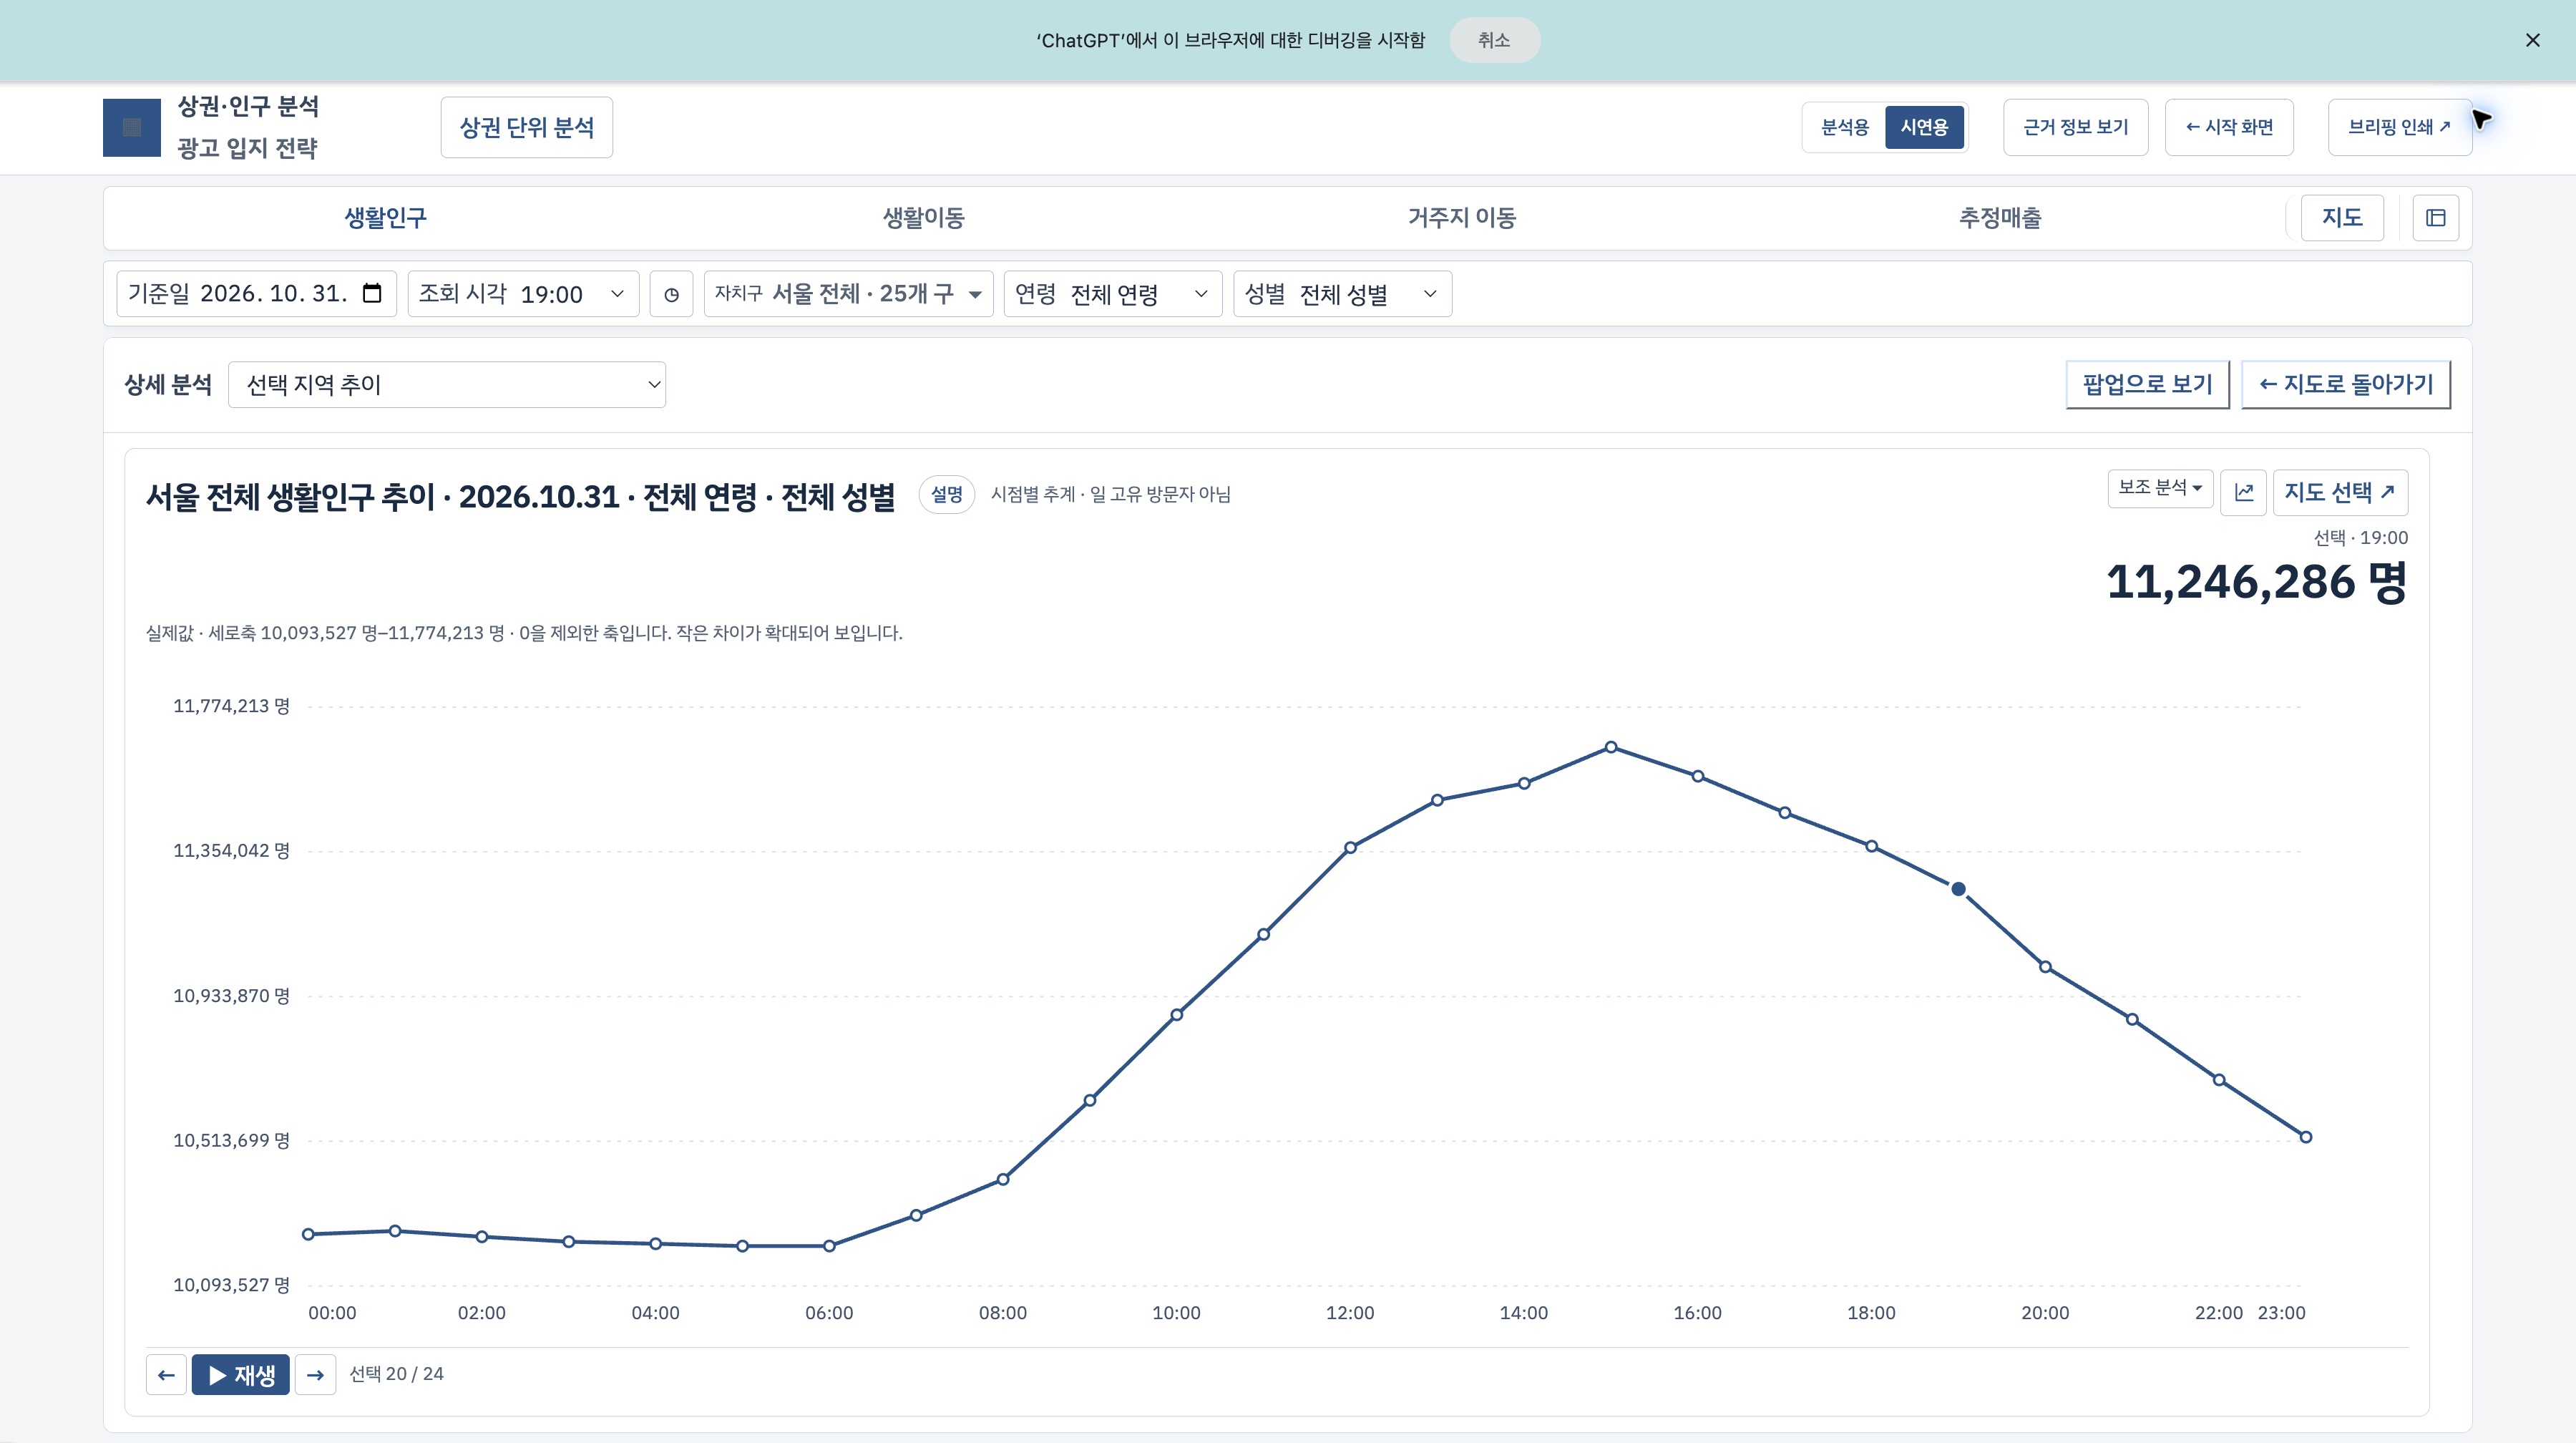 ‘ChatGPT’에서 이 브라우저에 대한 디버깅을 시작함 취소
상권·인구 분석
광고 입지 전략
상권 단위 분석
분석용 시연용 근거 정보 보기 ← 시작 화면 브리핑 인쇄 ↗
생활인구 생활이동 거주지 이동 추정매출 지도
기준일 2026. 10. 31. 조회 시각 19:00 자치구 서울 전체 · 25개 구 연령 전체 연령 성별 전체 성별
상세 분석 선택 지역 추이 팝업으로 보기 ← 지도로 돌아가기
서울 전체 생활인구 추이 · 2026.10.31 · 전체 연령 · 전체 성별 설명 시점별 추계 · 일 고유 방문자 아님 보조 분석 지도 선택 ↗
선택 · 19:00
11,246,286 명
실제값 · 세로축 10,093,527 명–11,774,213 명 · 0을 제외한 축입니다. 작은 차이가 확대되어 보입니다.
11,774,213 명
11,354,042 명
10,933,870 명
10,513,699 명
10,093,527 명
00:00 02:00 04:00 06:00 08:00 10:00 12:00 14:00 16:00 18:00 20:00 22:00 23:00
← ▶ 재생 → 선택 20 / 24